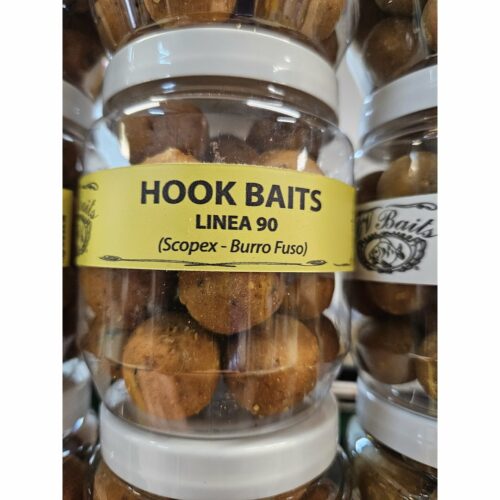 HOOK BAITS
LINEA 90
(Scopex - Burro Fuso)
Baits